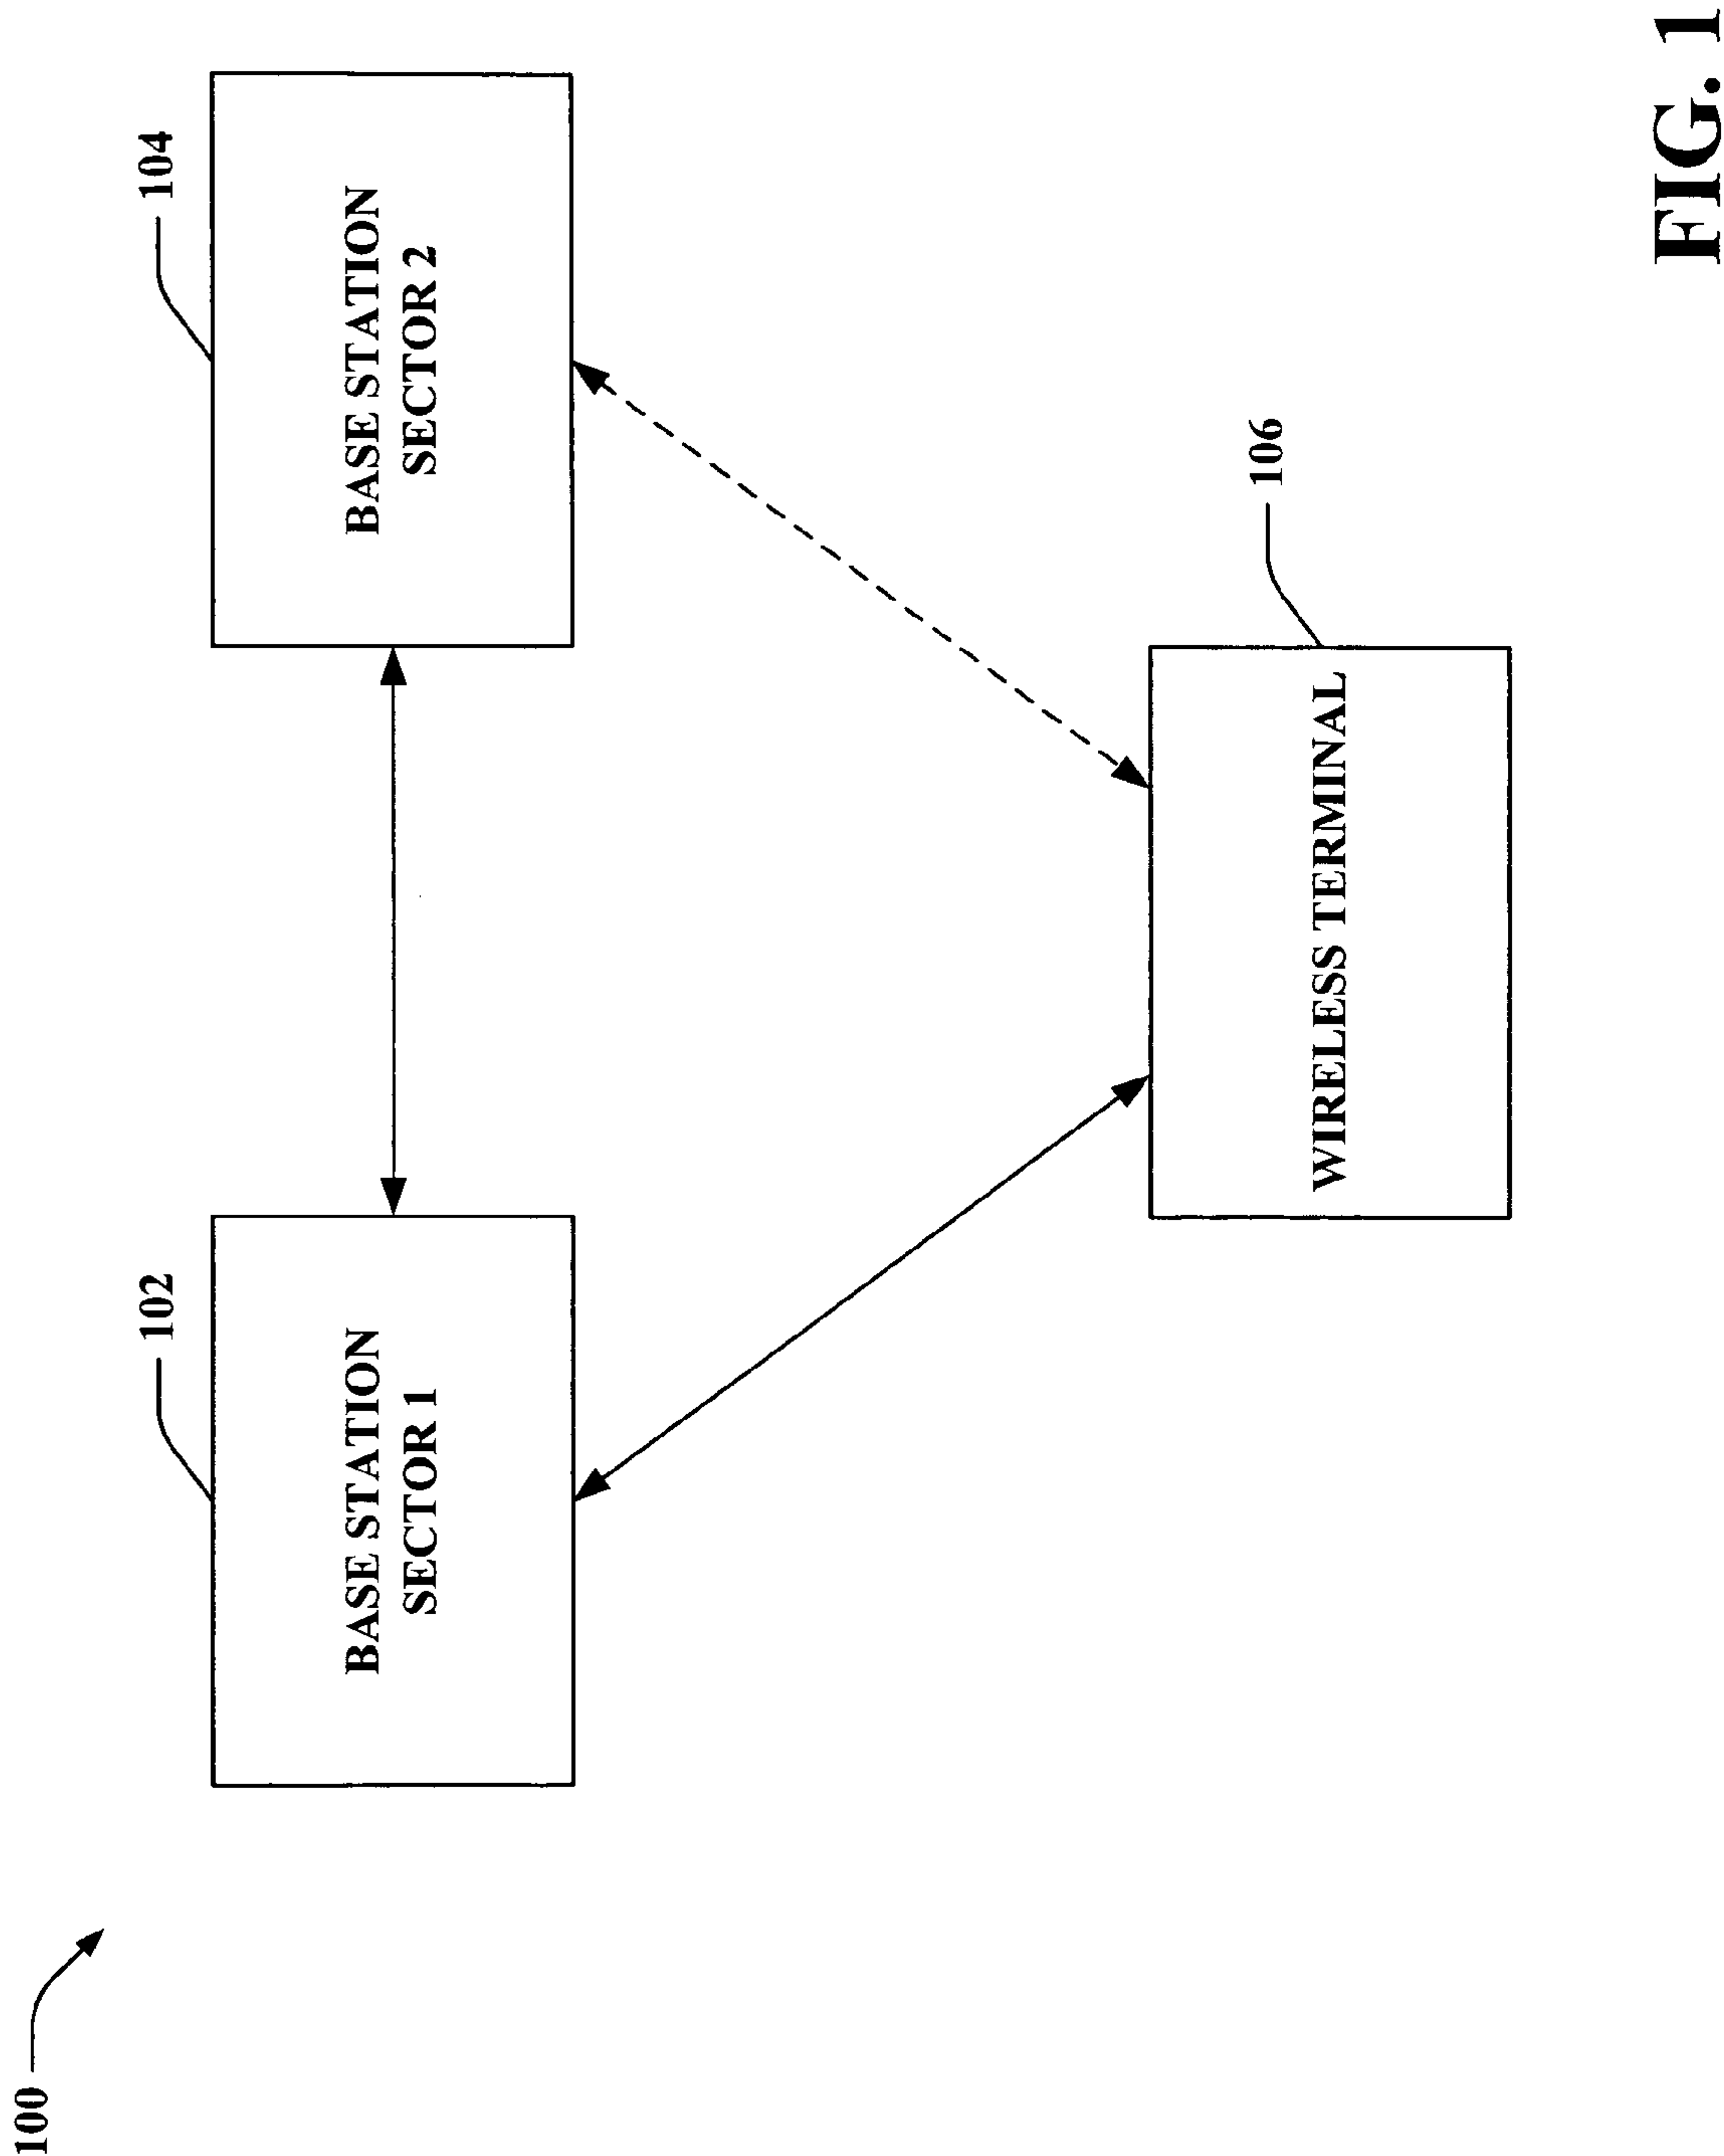 100
102
104
BASE STATION
SECTOR 1
BASE STATION
SECTOR 2
106
WIRELESS TERMINAL
FIG. 1